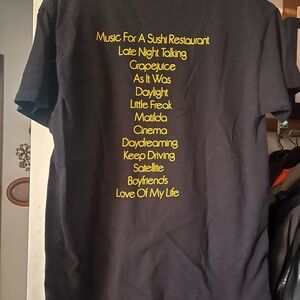 Music For A Sushi Restaurant
Late Night Talking
Grapejuice
As It Was
Daylight
Little Freak
Matilda
Cinema
Daydreaming
Keep Driving
Satellite
Boyfriends
Love Of My Life